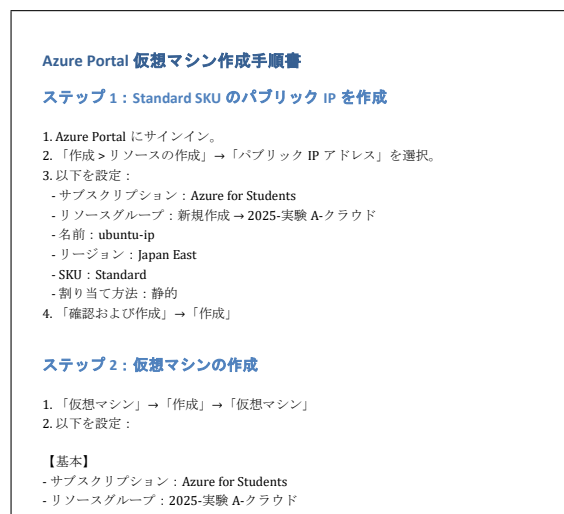 Azure Portal 仮想マシン作成手順書
ステップ 1：Standard SKU のパブリック IP を作成
1. Azure Portal にサインイン。
2. 「作成 > リソースの作成」→「パブリック IP アドレス」を選択。
3. 以下を設定：
- サブスクリプション：Azure for Students
- リソースグループ：新規作成 → 2025-実験 A-クラウド
- 名前：ubuntu-ip
- リージョン：Japan East
- SKU：Standard
- 割り当て方法：静的
4. 「確認および作成」→「作成」
ステップ 2：仮想マシンの作成
1. 「仮想マシン」→「作成」→「仮想マシン」
2. 以下を設定：
【基本】
- サブスクリプション：Azure for Students
- リソースグループ：2025-実験 A-クラウド